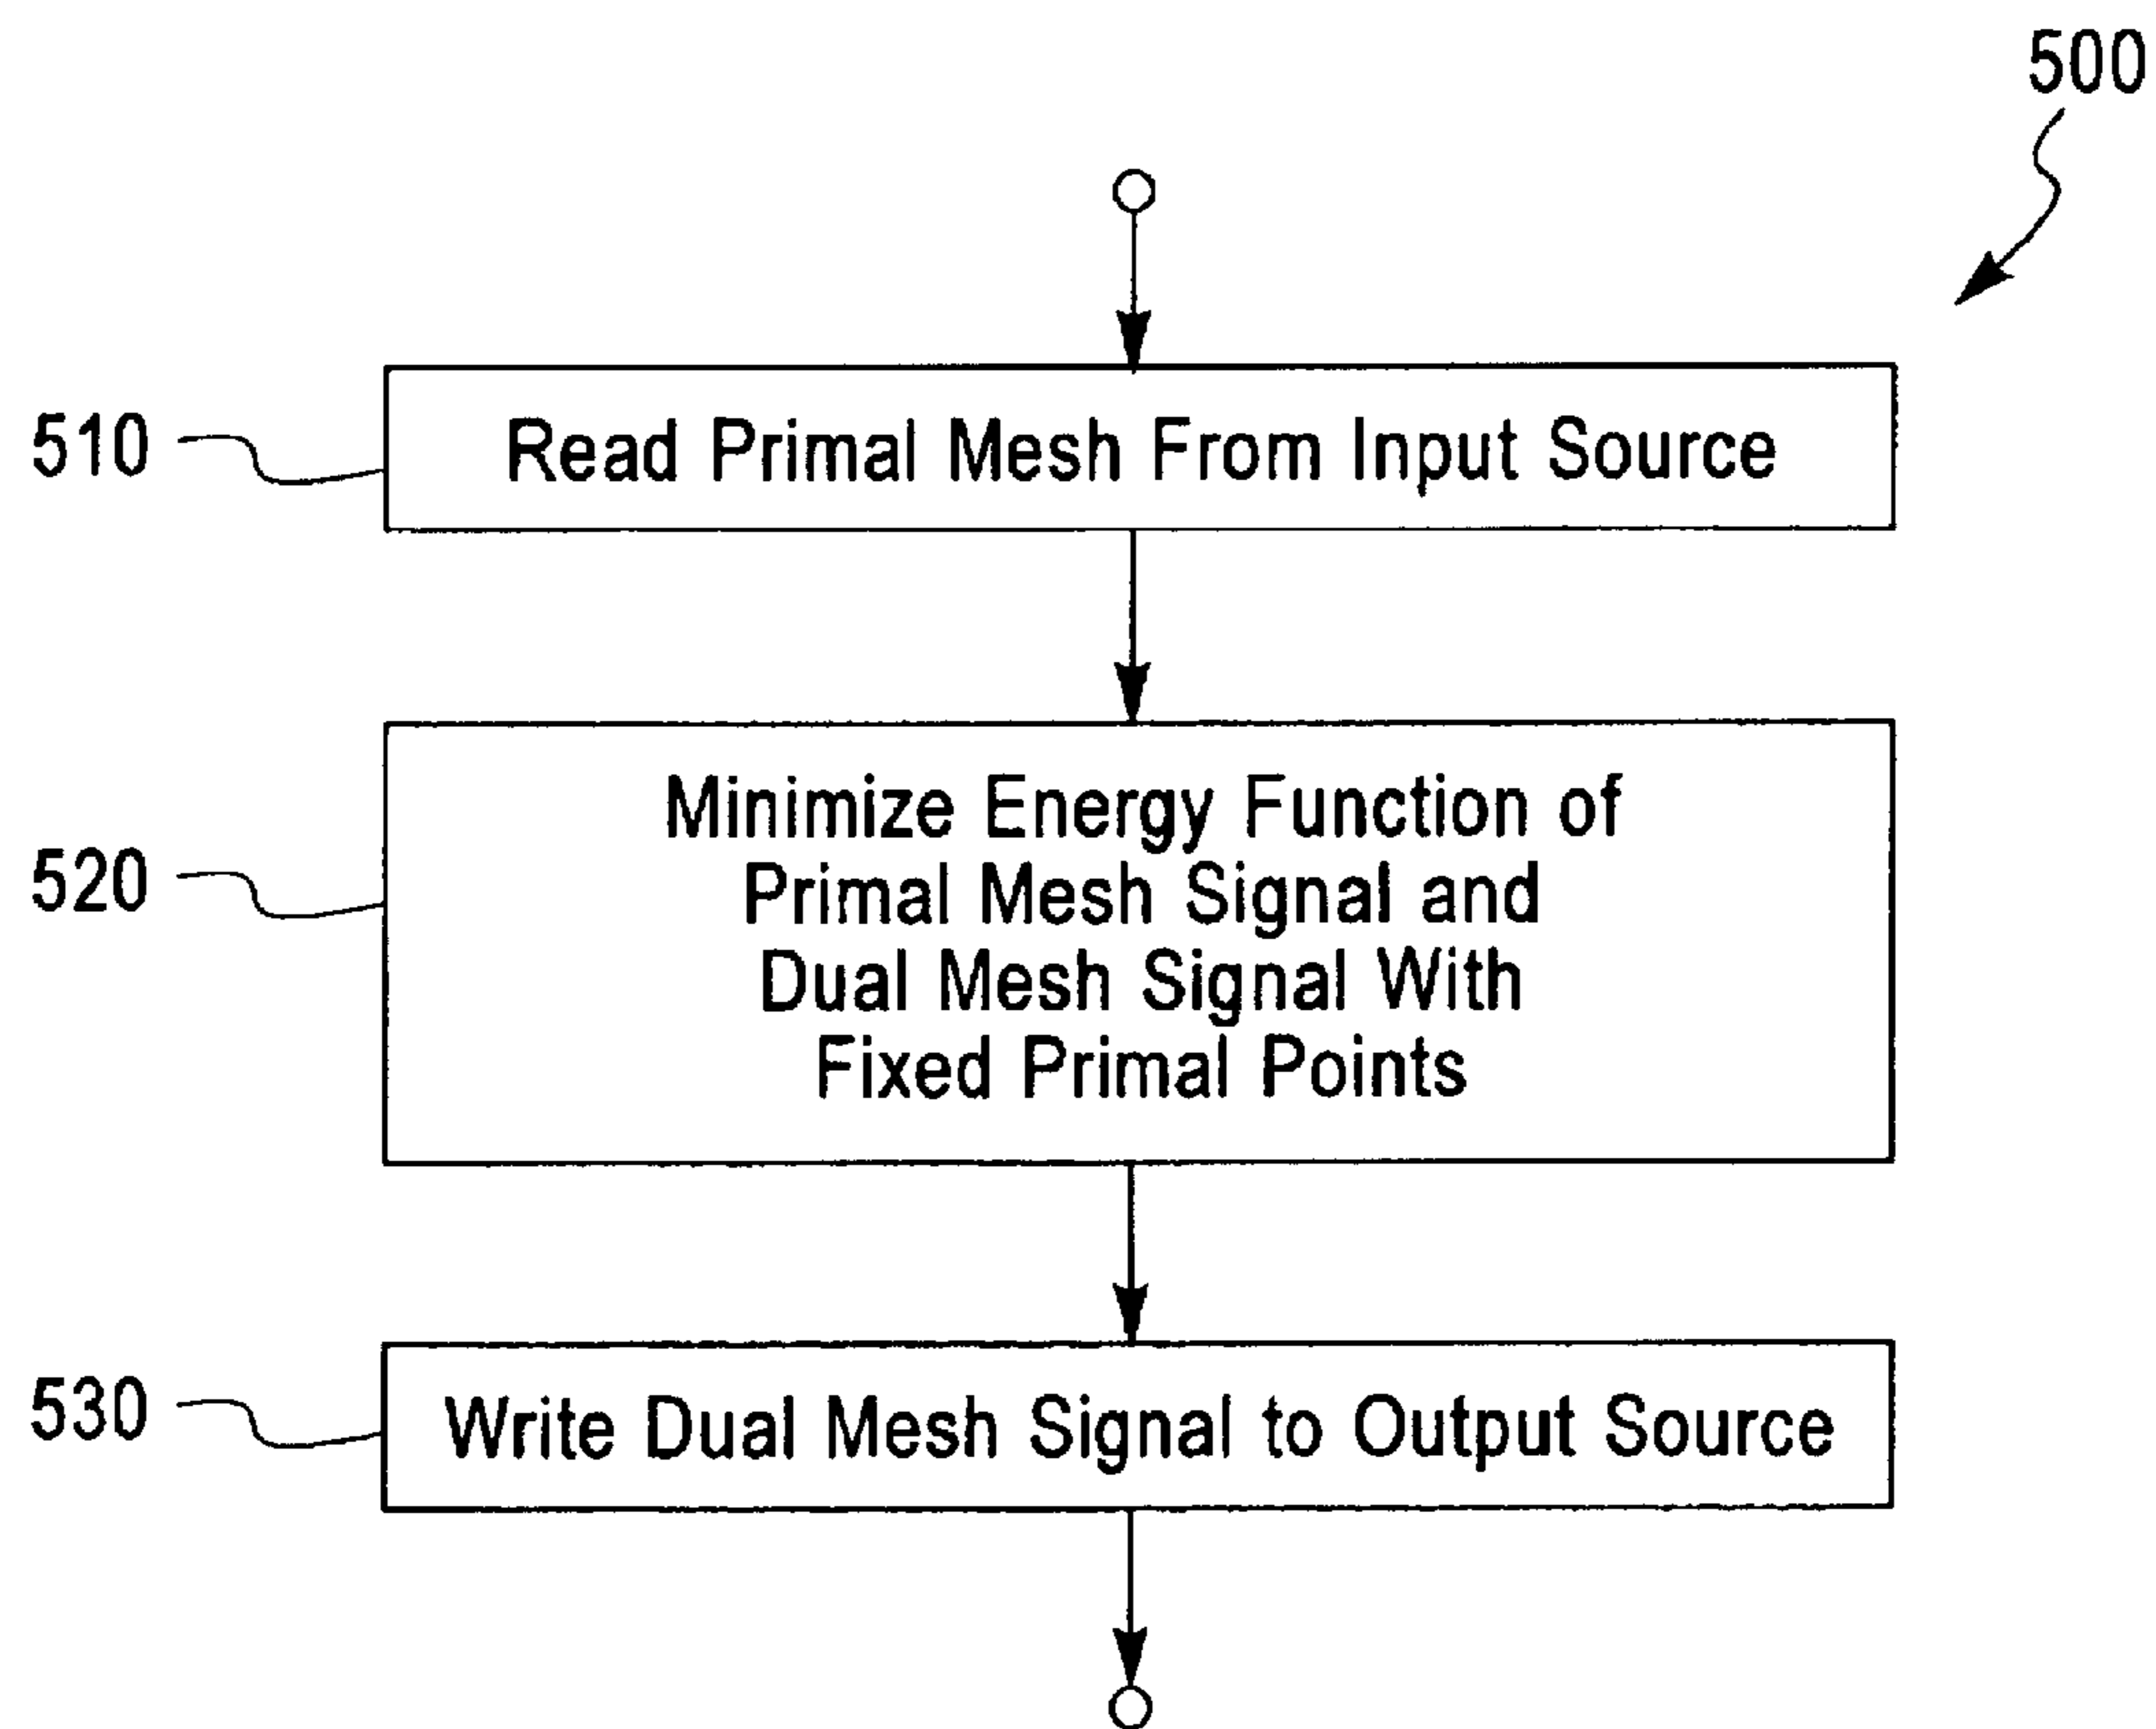 500
510
Read Primal Mesh From Input Source
520
Minimize Energy Function of
Primal Mesh Signal and
Dual Mesh Signal With
Fixed Primal Points
530
Write Dual Mesh Signal to Output Source